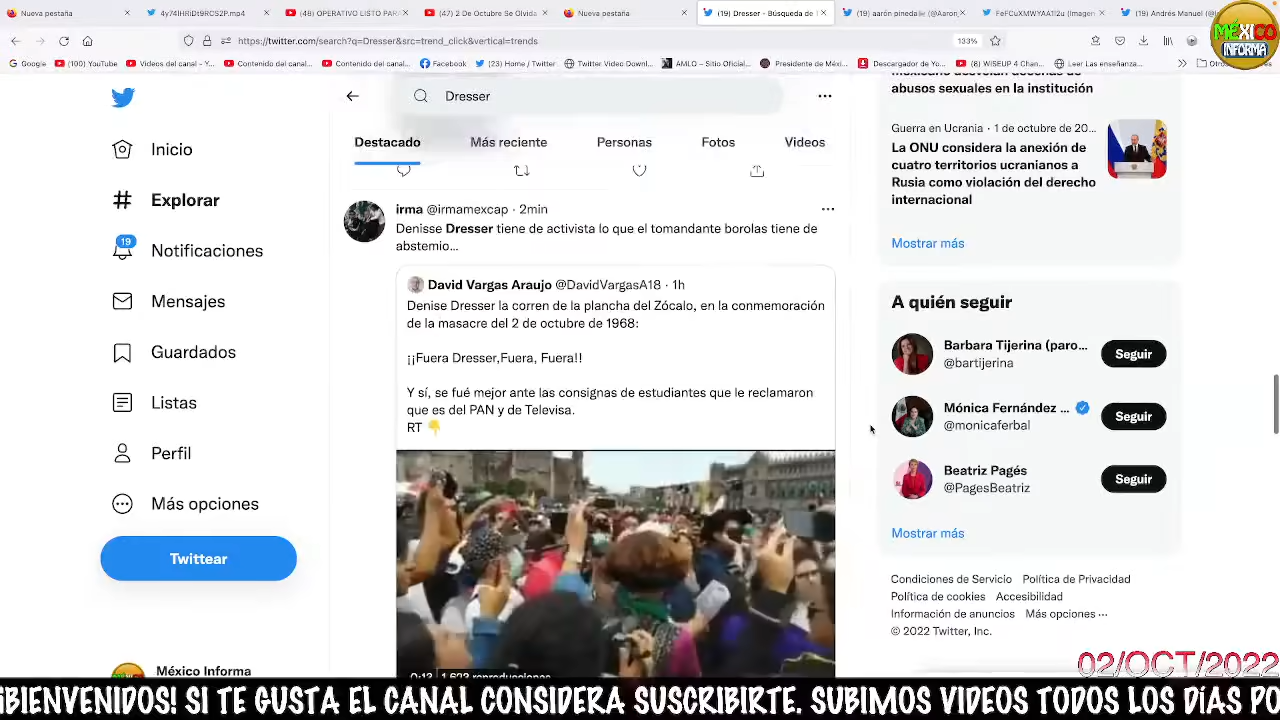 Nueva pestaña
4y74IHRiDt9RCS2P.mp4
(48) OPERATIVO LISTO PAR
(47) 2 De Octubre Se Olvida
Nueva pestaña
(19) Dresser - Búsqueda de
aarón pinedalíe (@Aaron_
FeFCuXMWYAATI2u (Imagen
Andrés Manuel (@l
https://twitter.com/search?q=Dresser&src=trend_click&vertical=trends
133%
MÉXICO
INFORMA
Google
(100) YouTube
Videos del canal - Y...
Contenido del canal...
Contenido del canal...
Facebook
(23) Home / Twitter
Twitter Video Down...
AMLO – Sitio Oficial...
Presidente de Méxi...
Descargador de Yo...
(8) WISEUP 4 Chan...
Leer Las enseñanza...
Dresser
Destacado
Más reciente
Personas
Fotos
Videos
Inicio
Explorar
19
Notificaciones
Mensajes
Guardados
Listas
Perfil
Más opciones
Twittear
México Informa
irma @irmamexcap · 2min
Denisse Dresser tiene de activista lo que el tomandante borolas tiene de
abstemio...
David Vargas Araujo @DavidVargasA18 · 1h
Denise Dresser la corren de la plancha del Zócalo, en la conmemoración
de la masacre del 2 de octubre de 1968:
¡¡Fuera Dresser,Fuera, Fuera!!
Y sí, se fué mejor ante las consignas de estudiantes que le reclamaron
que es del PAN y de Televisa.
RT 👇
0:13 1,623 reproducciones
abusos sexuales en la institución
Guerra en Ucrania · 1 de octubre de 20...
La ONU considera la anexión de
cuatro territorios ucranianos a
Rusia como violación del derecho
internacional
Mostrar más
A quién seguir
Barbara Tijerina (paro...
@bartijerina
Seguir
Mónica Fernández ...
@monicaferbal
Seguir
Beatriz Pagés
@PagesBeatriz
Seguir
Mostrar más
Condiciones de Servicio Política de Privacidad
Política de cookies Accesibilidad
Información de anuncios Más opciones ···
© 2022 Twitter, Inc.
02/OCT/2022
¡BIENVENIDOS! SI TE GUSTA EL CANAL CONSIDERA SUSCRIBIRTE. SUBIMOS VIDEOS TODOS LOS DÍAS PO